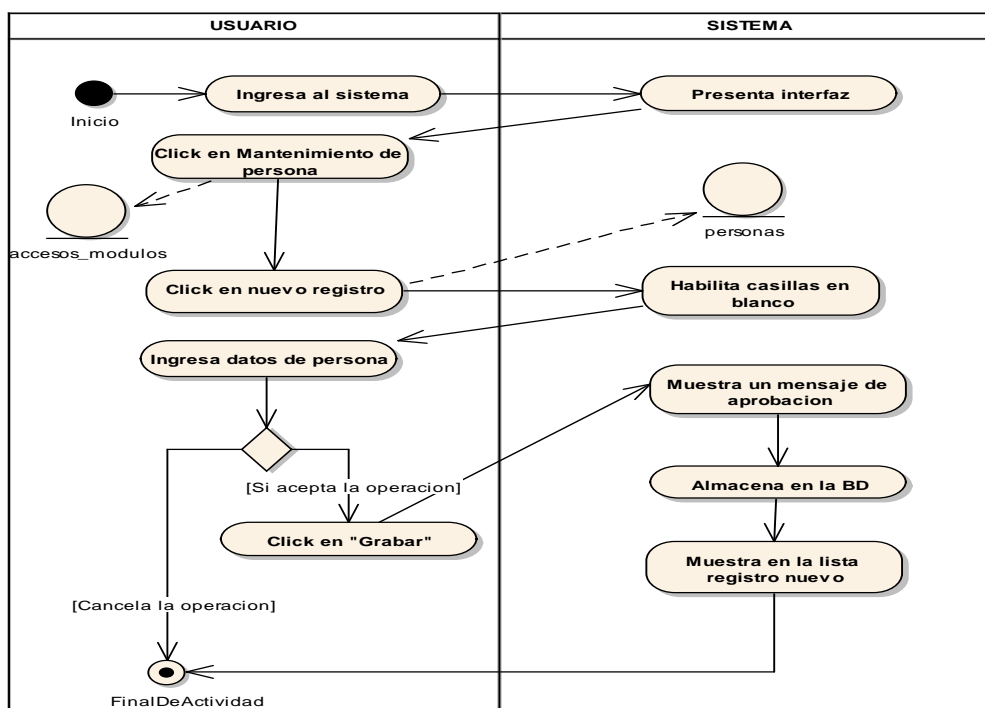 USUARIO
SISTEMA
Ingresa al sistema
Presenta interfaz
Inicio
Click en Mantenimiento de
persona
accesos_modulos
personas
Click en nuevo registro
Habilita casillas en
blanco
Ingresa datos de persona
Muestra un mensaje de
aprobacion
[Si acepta la operacion]
Almacena en la BD
Click en "Grabar"
Muestra en la lista
registro nuevo
[Cancela la operacion]
FinalDeActividad